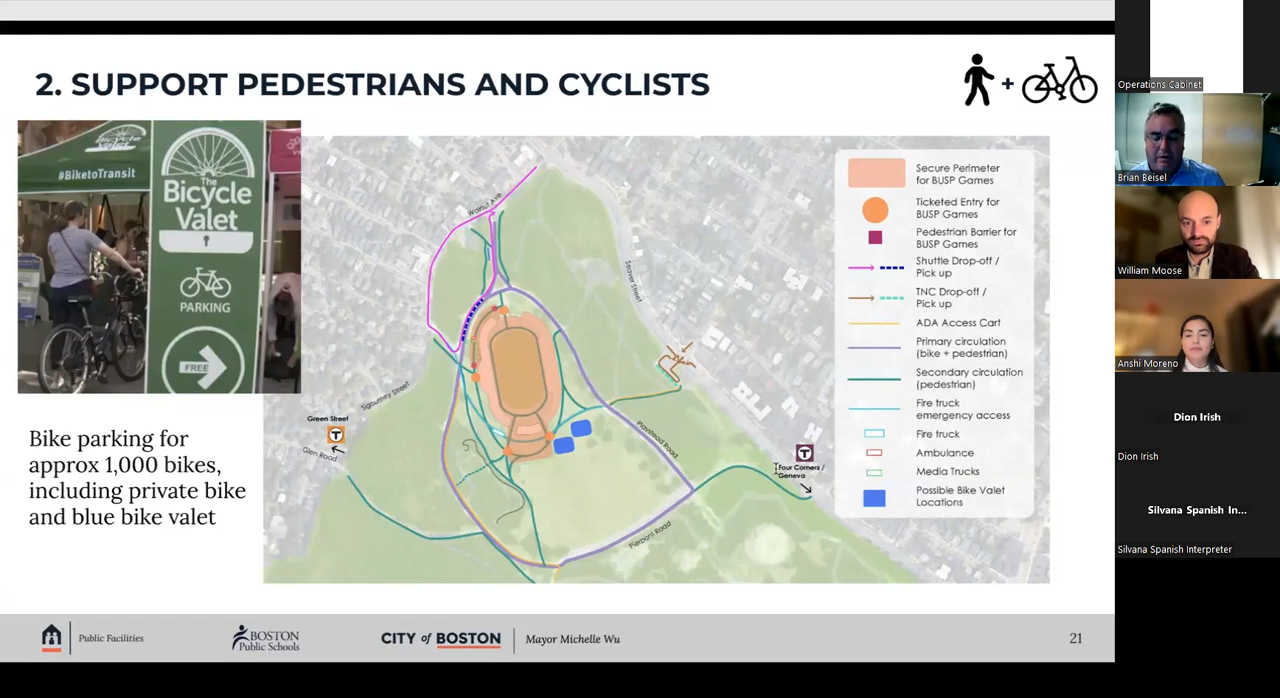 2. SUPPORT PEDESTRIANS AND CYCLISTS
+
#BiketoTransit
The
Bicycle
Valet
PARKING
FREE
Bike parking for
approx 1,000 bikes,
including private bike
and blue bike valet
Walnut Ave
Seaver Street
Sigourney Street
Green Street
T
Glen Road
Playstead Road
Pierpont Road
T
Four Corners /
Geneva
Secure Perimeter
for BUSP Games
Ticketed Entry for
BUSP Games
Pedestrian Barrier for
BUSP Games
Shuttle Drop-off /
Pick up
TNC Drop-off /
Pick up
ADA Access Cart
Primary circulation
(bike + pedestrian)
Secondary circulation
(pedestrian)
Fire truck
emergency access
Fire truck
Ambulance
Media Trucks
Possible Bike Valet
Locations
Public Facilities
BOSTON
Public Schools
CITY of BOSTON
Mayor Michelle Wu
21
Operations Cabinet
Brian Beisel
William Moose
Anshi Moreno
Dion Irish
Dion Irish
Silvana Spanish In...
Silvana Spanish Interpreter